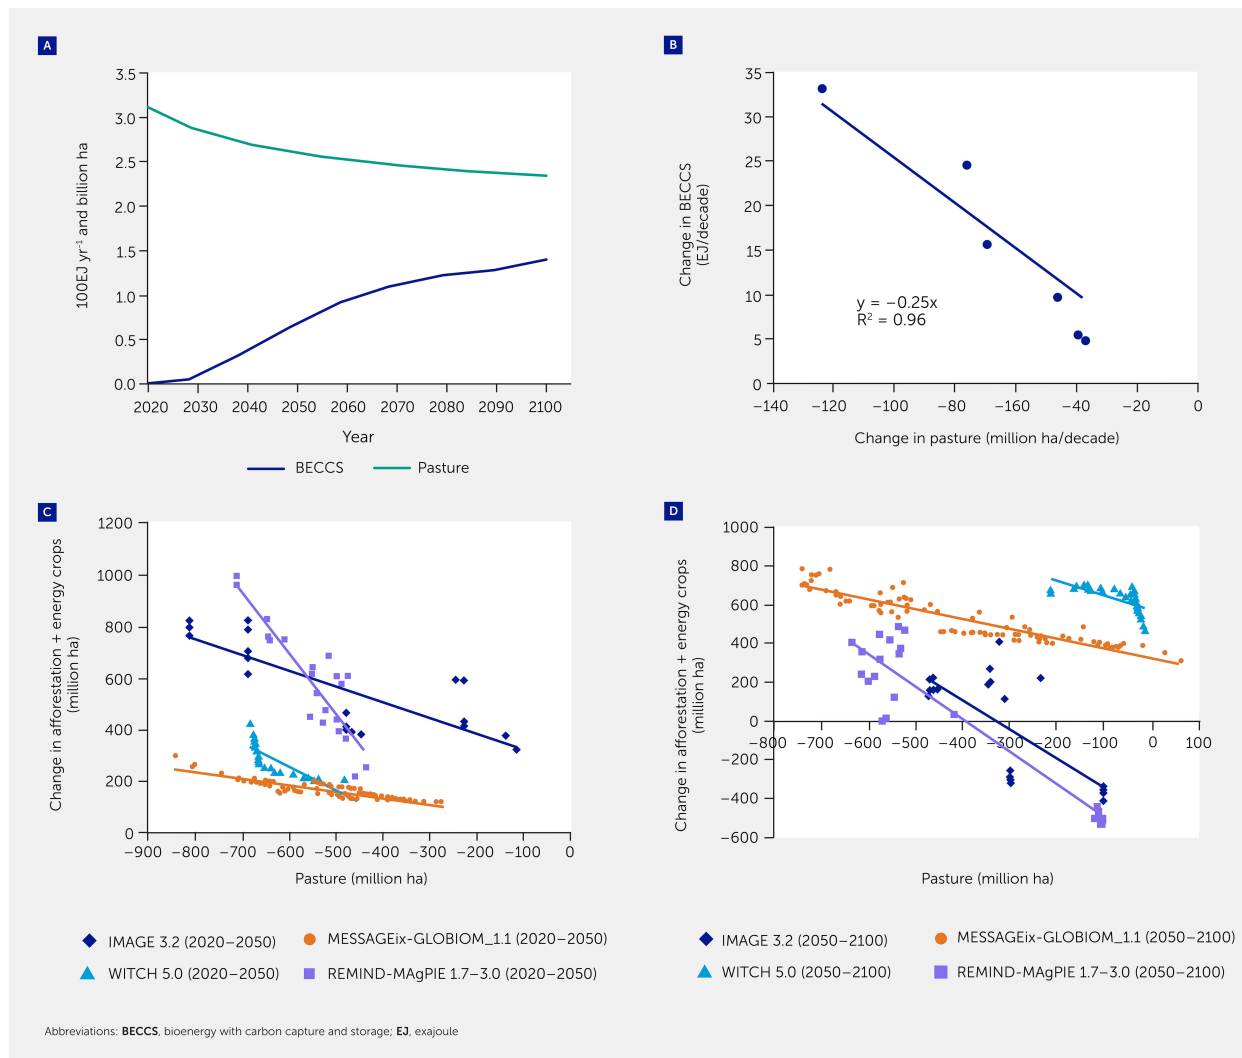 A
3.5
3.0
2.5
2.0
1.5
1.0
0.5
0.0
100EJ yr⁻¹ and billion ha
2020 2030 2040 2050 2060 2070 2080 2090 2100
Year
BECCS Pasture
B
35
30
25
20
15
10
5
0
Change in BECCS
(EJ/decade)
y = −0.25x
R² = 0.96
−140 −120 −100 −80 −160 −40 −20 0
Change in pasture (million ha/decade)
C
1200
1000
800
600
400
200
0
Change in afforestation + energy crops
(million ha)
−900 −800 −700 −600 −500 −400 −300 −200 −100 0
Pasture (million ha)
IMAGE 3.2 (2020–2050) MESSAGEix-GLOBIOM_1.1 (2020–2050)
WITCH 5.0 (2020–2050) REMIND-MAgPIE 1.7–3.0 (2020–2050)
D
1000
800
600
400
200
0
−200
−400
−600
Change in afforestation + energy crops
(million ha)
−800 −700 −600 −500 −400 −300 −200 −100 0 100
Pasture (million ha)
IMAGE 3.2 (2050–2100) MESSAGEix-GLOBIOM_1.1 (2050–2100)
WITCH 5.0 (2050–2100) REMIND-MAgPIE 1.7–3.0 (2050–2100)
Abbreviations: BECCS, bioenergy with carbon capture and storage; EJ, exajoule